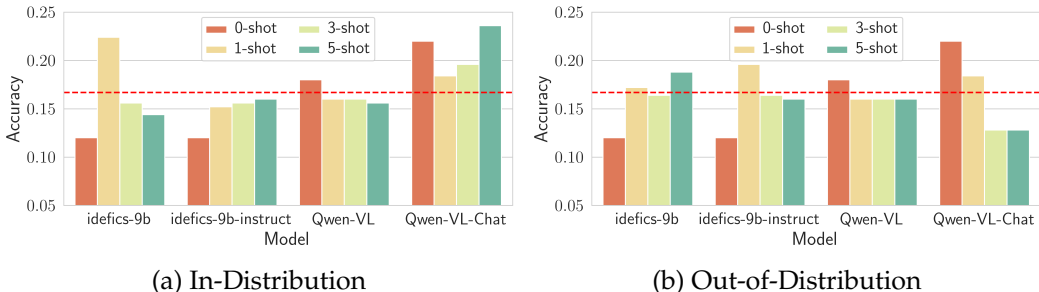 0.25
0.20
0.15
0.10
0.05
Accuracy
0-shot
1-shot
3-shot
5-shot
idefics-9b
idefics-9b-instruct
Qwen-VL
Qwen-VL-Chat
Model
(a) In-Distribution
0.25
0.20
0.15
0.10
0.05
Accuracy
0-shot
1-shot
3-shot
5-shot
idefics-9b
idefics-9b-instruct
Qwen-VL
Qwen-VL-Chat
Model
(b) Out-of-Distribution